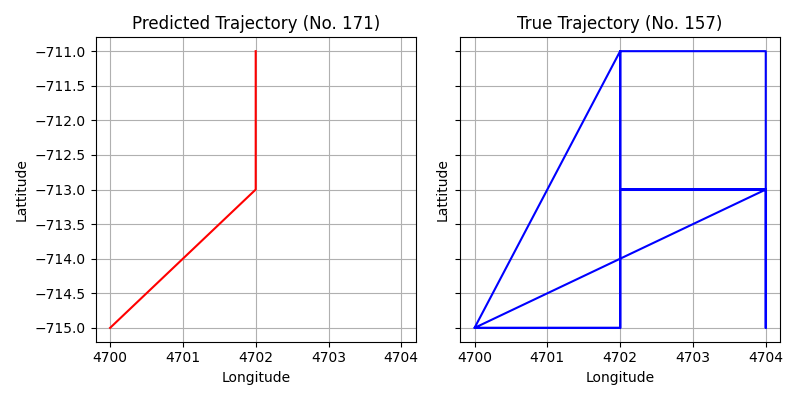 Predicted Trajectory (No. 171)
True Trajectory (No. 157)
−711.0
−711.5
−712.0
−712.5
−713.0
−713.5
−714.0
−714.5
−715.0
Lattitude
Lattitude
4700 4701 4702 4703 4704
4700 4701 4702 4703 4704
Longitude
Longitude